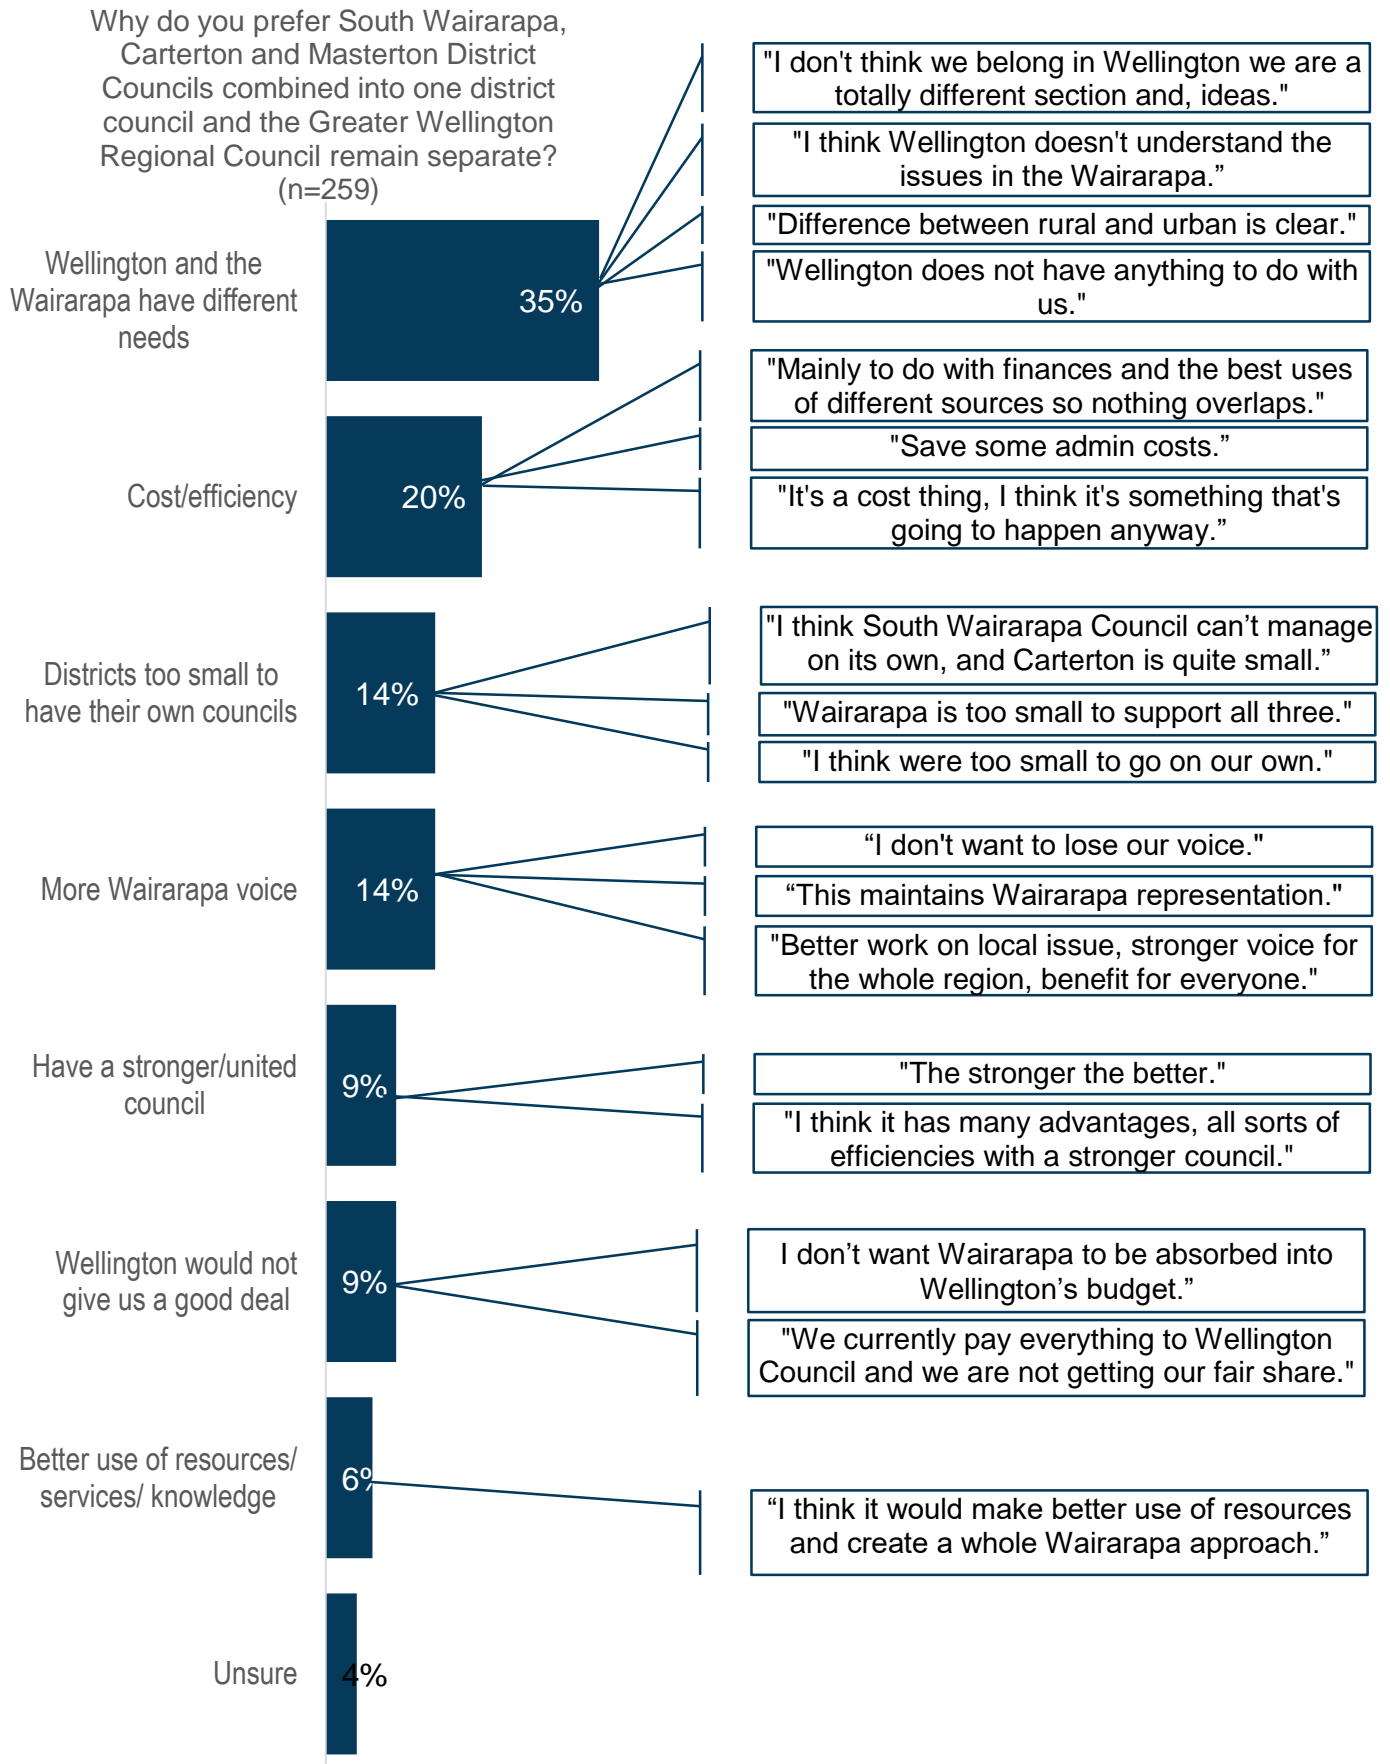 Why do you prefer South Wairarapa,
Carterton and Masterton District
Councils combined into one district
council and the Greater Wellington
Regional Council remain separate?
(n=259)
Wellington and the
Wairarapa have different
needs
35%
"I don't think we belong in Wellington we are a
totally different section and, ideas."
"I think Wellington doesn't understand the
issues in the Wairarapa.”
"Difference between rural and urban is clear."
"Wellington does not have anything to do with
us."
Cost/efficiency
20%
"Mainly to do with finances and the best uses
of different sources so nothing overlaps."
"Save some admin costs.”
"It's a cost thing, I think it's something that's
going to happen anyway.”
Districts too small to
have their own councils
14%
"I think South Wairarapa Council can’t manage
on its own, and Carterton is quite small.”
"Wairarapa is too small to support all three."
"I think were too small to go on our own."
More Wairarapa voice
14%
“I don't want to lose our voice."
“This maintains Wairarapa representation."
"Better work on local issue, stronger voice for
the whole region, benefit for everyone."
Have a stronger/united
council
9%
"The stronger the better."
"I think it has many advantages, all sorts of
efficiencies with a stronger council."
Wellington would not
give us a good deal
9%
I don’t want Wairarapa to be absorbed into
Wellington’s budget.”
"We currently pay everything to Wellington
Council and we are not getting our fair share."
Better use of resources/
services/ knowledge
6%
“I think it would make better use of resources
and create a whole Wairarapa approach.”
Unsure
4%